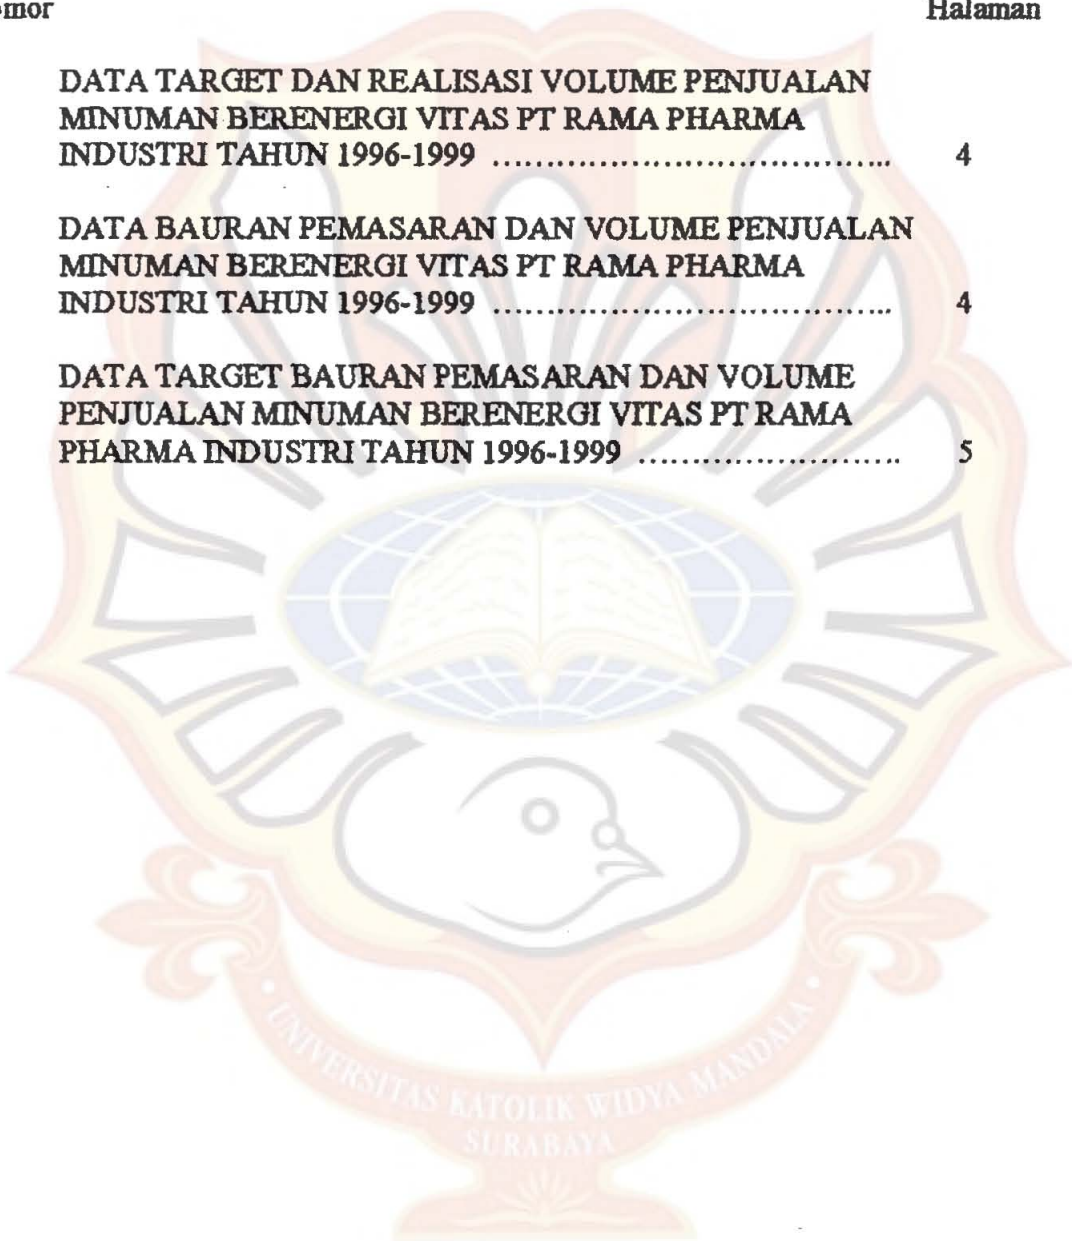 omor Halaman
DATA TARGET DAN REALISASI VOLUME PENJUALAN
MINUMAN BERENERGI VITAS PT RAMA PHARMA
INDUSTRI TAHUN 1996-1999 ...................................... 4
DATA BAURAN PEMASARAN DAN VOLUME PENJUALAN
MINUMAN BERENERGI VITAS PT RAMA PHARMA
INDUSTRI TAHUN 1996-1999 ...................................... 4
DATA TARGET BAURAN PEMASARAN DAN VOLUME
PENJUALAN MINUMAN BERENERGI VITAS PT RAMA
PHARMA INDUSTRI TAHUN 1996-1999 ......................... 5
UNIVERSITAS KATOLIK WIDYA MANDALA
SURABAYA